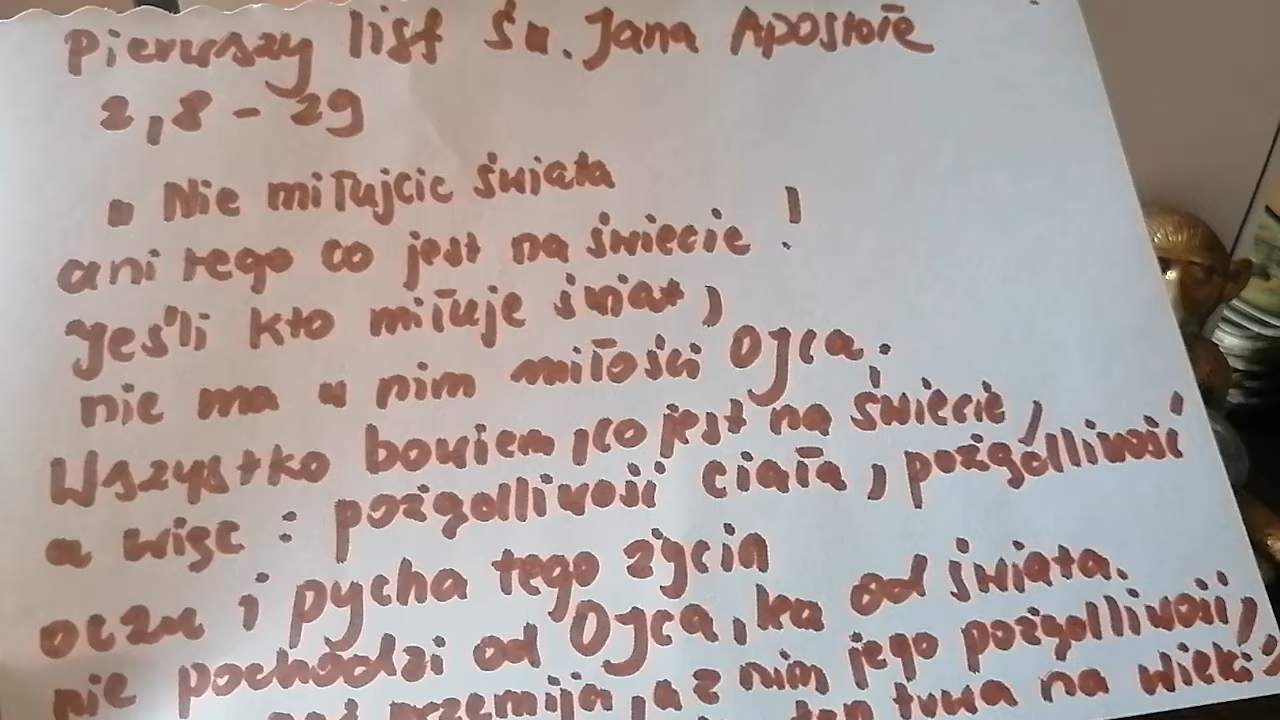 Pierwszy list św. Jana Apostoła
2,8-29
Nie miłujcie świata
ani tego co jest na świecie!
Jeśli kto miłuje świat,
nie ma w nim miłości Ojca.
Wszystko bowiem, co jest na świecie,
a więc: pożądliwość ciała, pożądliwość
oczu i pycha tego życia
nie pochodzi od Ojca, lecz od świata.
przemija, a z nim jego pożądliwość,
ten trwa na wieki